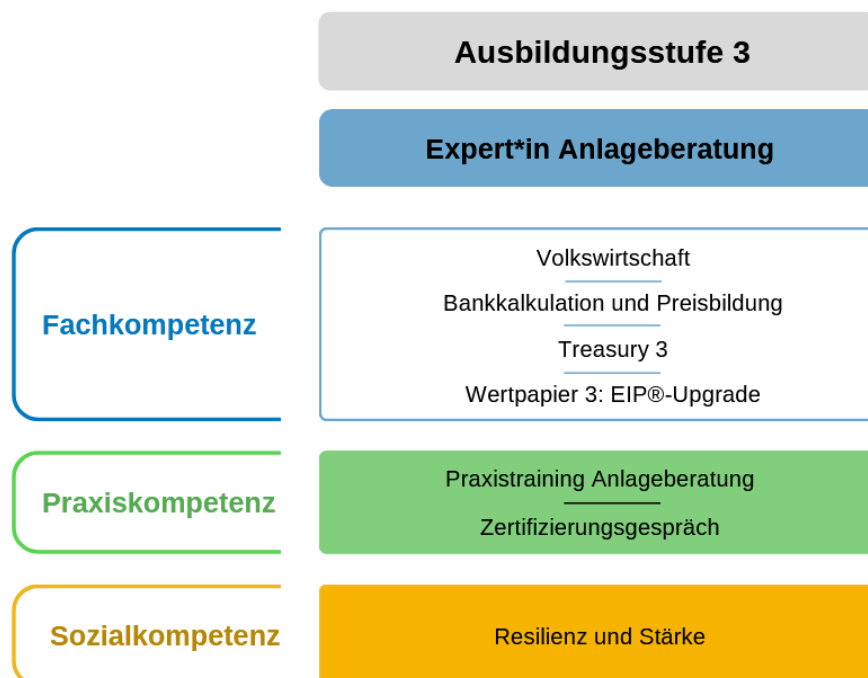 Ausbildungsstufe 3
Expert*in Anlageberatung
Fachkompetenz
Volkswirtschaft
Bankkalkulation und Preisbildung
Treasury 3
Wertpapier 3: EIP®-Upgrade
Praxiskompetenz
Praxistraining Anlageberatung
Zertifizierungsgespräch
Sozialkompetenz
Resilienz und Stärke